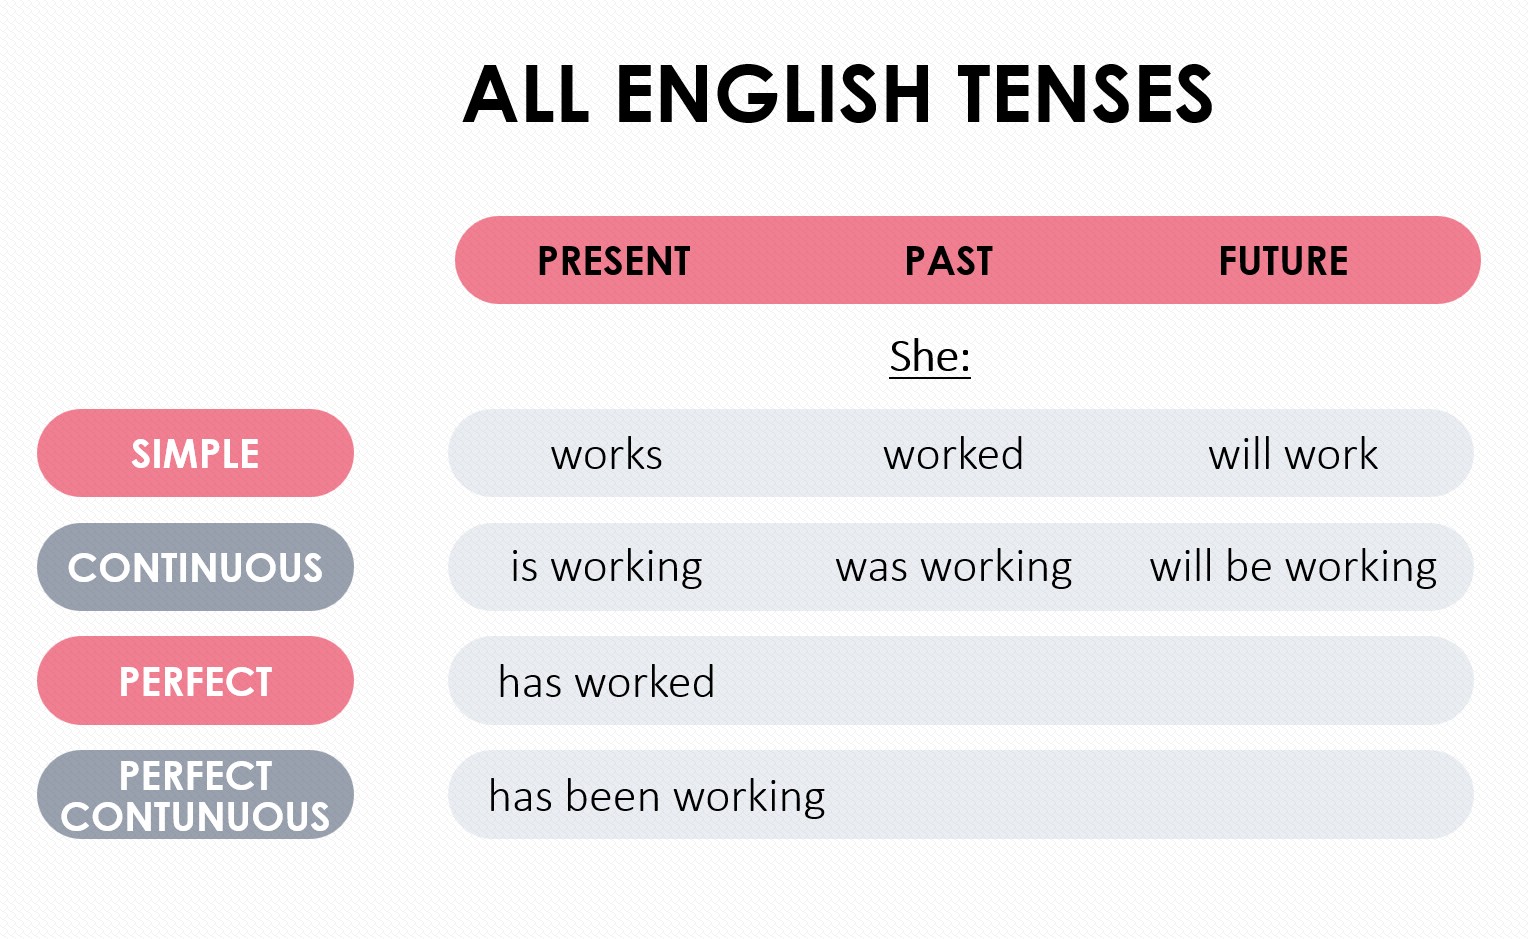 ALL ENGLISH TENSES
PRESENT PAST FUTURE
She:
SIMPLE works worked will work
CONTINUOUS is working was working will be working
PERFECT has worked
PERFECT
CONTUNUOUS has been working